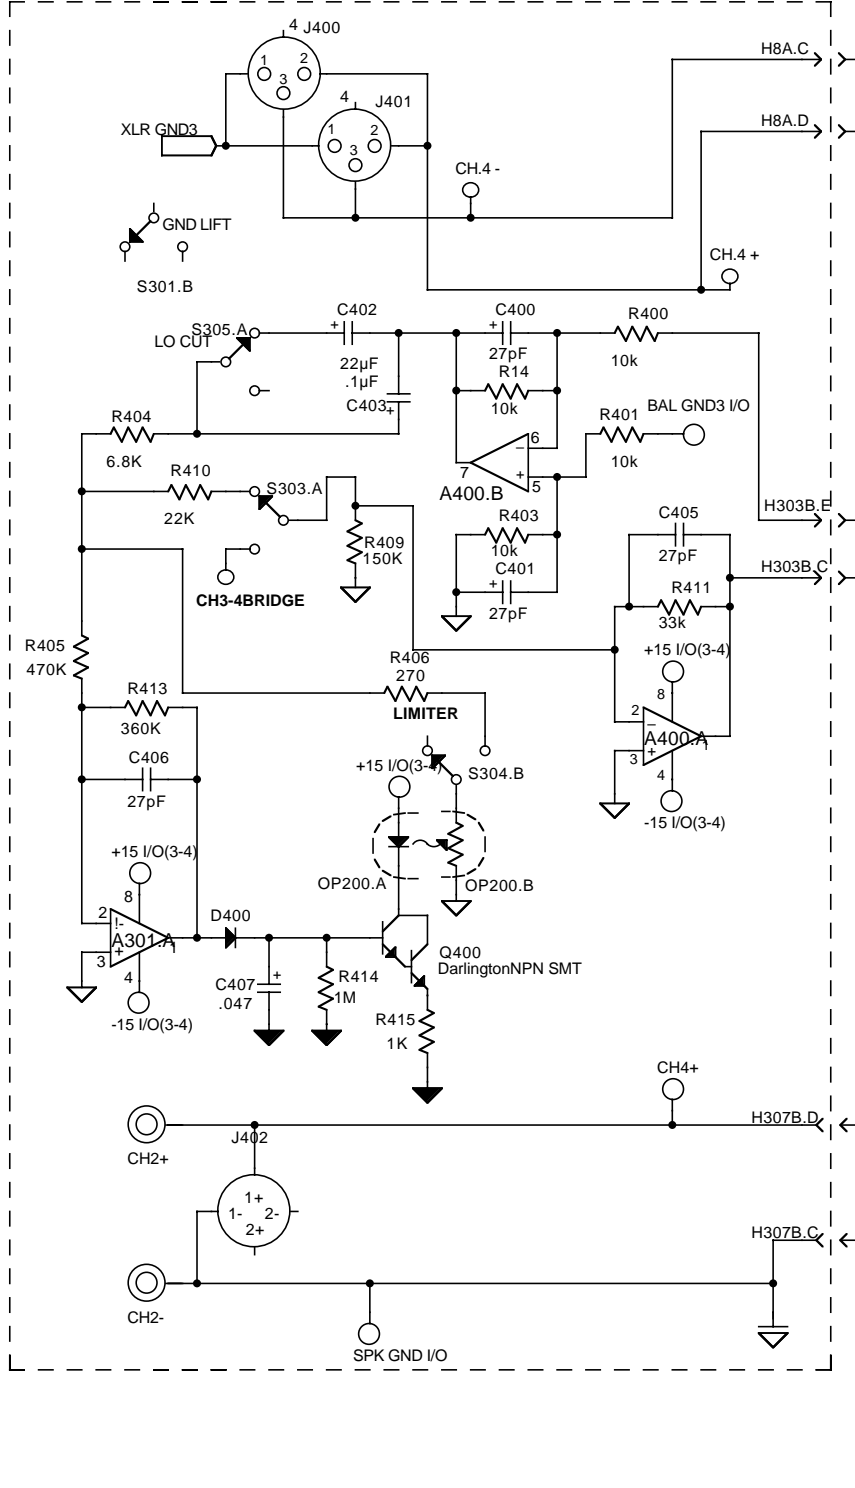 4 J400
H8A.C
1 2
3
4 J401
XLR GND3
H8A.D
1 2
3
CH.4 -
GND LIFT
CH.4 +
S301.B
C402 C400 R400
S305.A
LO CUT
+ +
22µF 27pF 10k
.1µF R14
C403 +
10k BAL GND3 I/O
R404 R401
6.8K 6
7 − 10k
R410 +
5
S303.A A400.B
22K R403 C405 H303B.E
R409 10k 27pF
150K C401 H303B.C
+
CH3-4BRIDGE 27pF R411
33k
R405 R406 +15 I/O(3-4)
470K 270
R413 8
LIMITER 2
360K −
A400.A 1
C406 +15 I/O(3-4) 3 +
S304.B 4
27pF
-15 I/O(3-4)
+15 I/O(3-4)
OP200.A OP200.B
8
2 D400
!-
A301.A 1
+
3 Q400
DarlingtonNPN SMT
4 C407 + R414
.047 1M
-15 I/O(3-4) R415
1K
CH4+
H307B.D
J402
CH2+
1+
1- 2-
2+
H307B.C
CH2-
SPK GND I/O